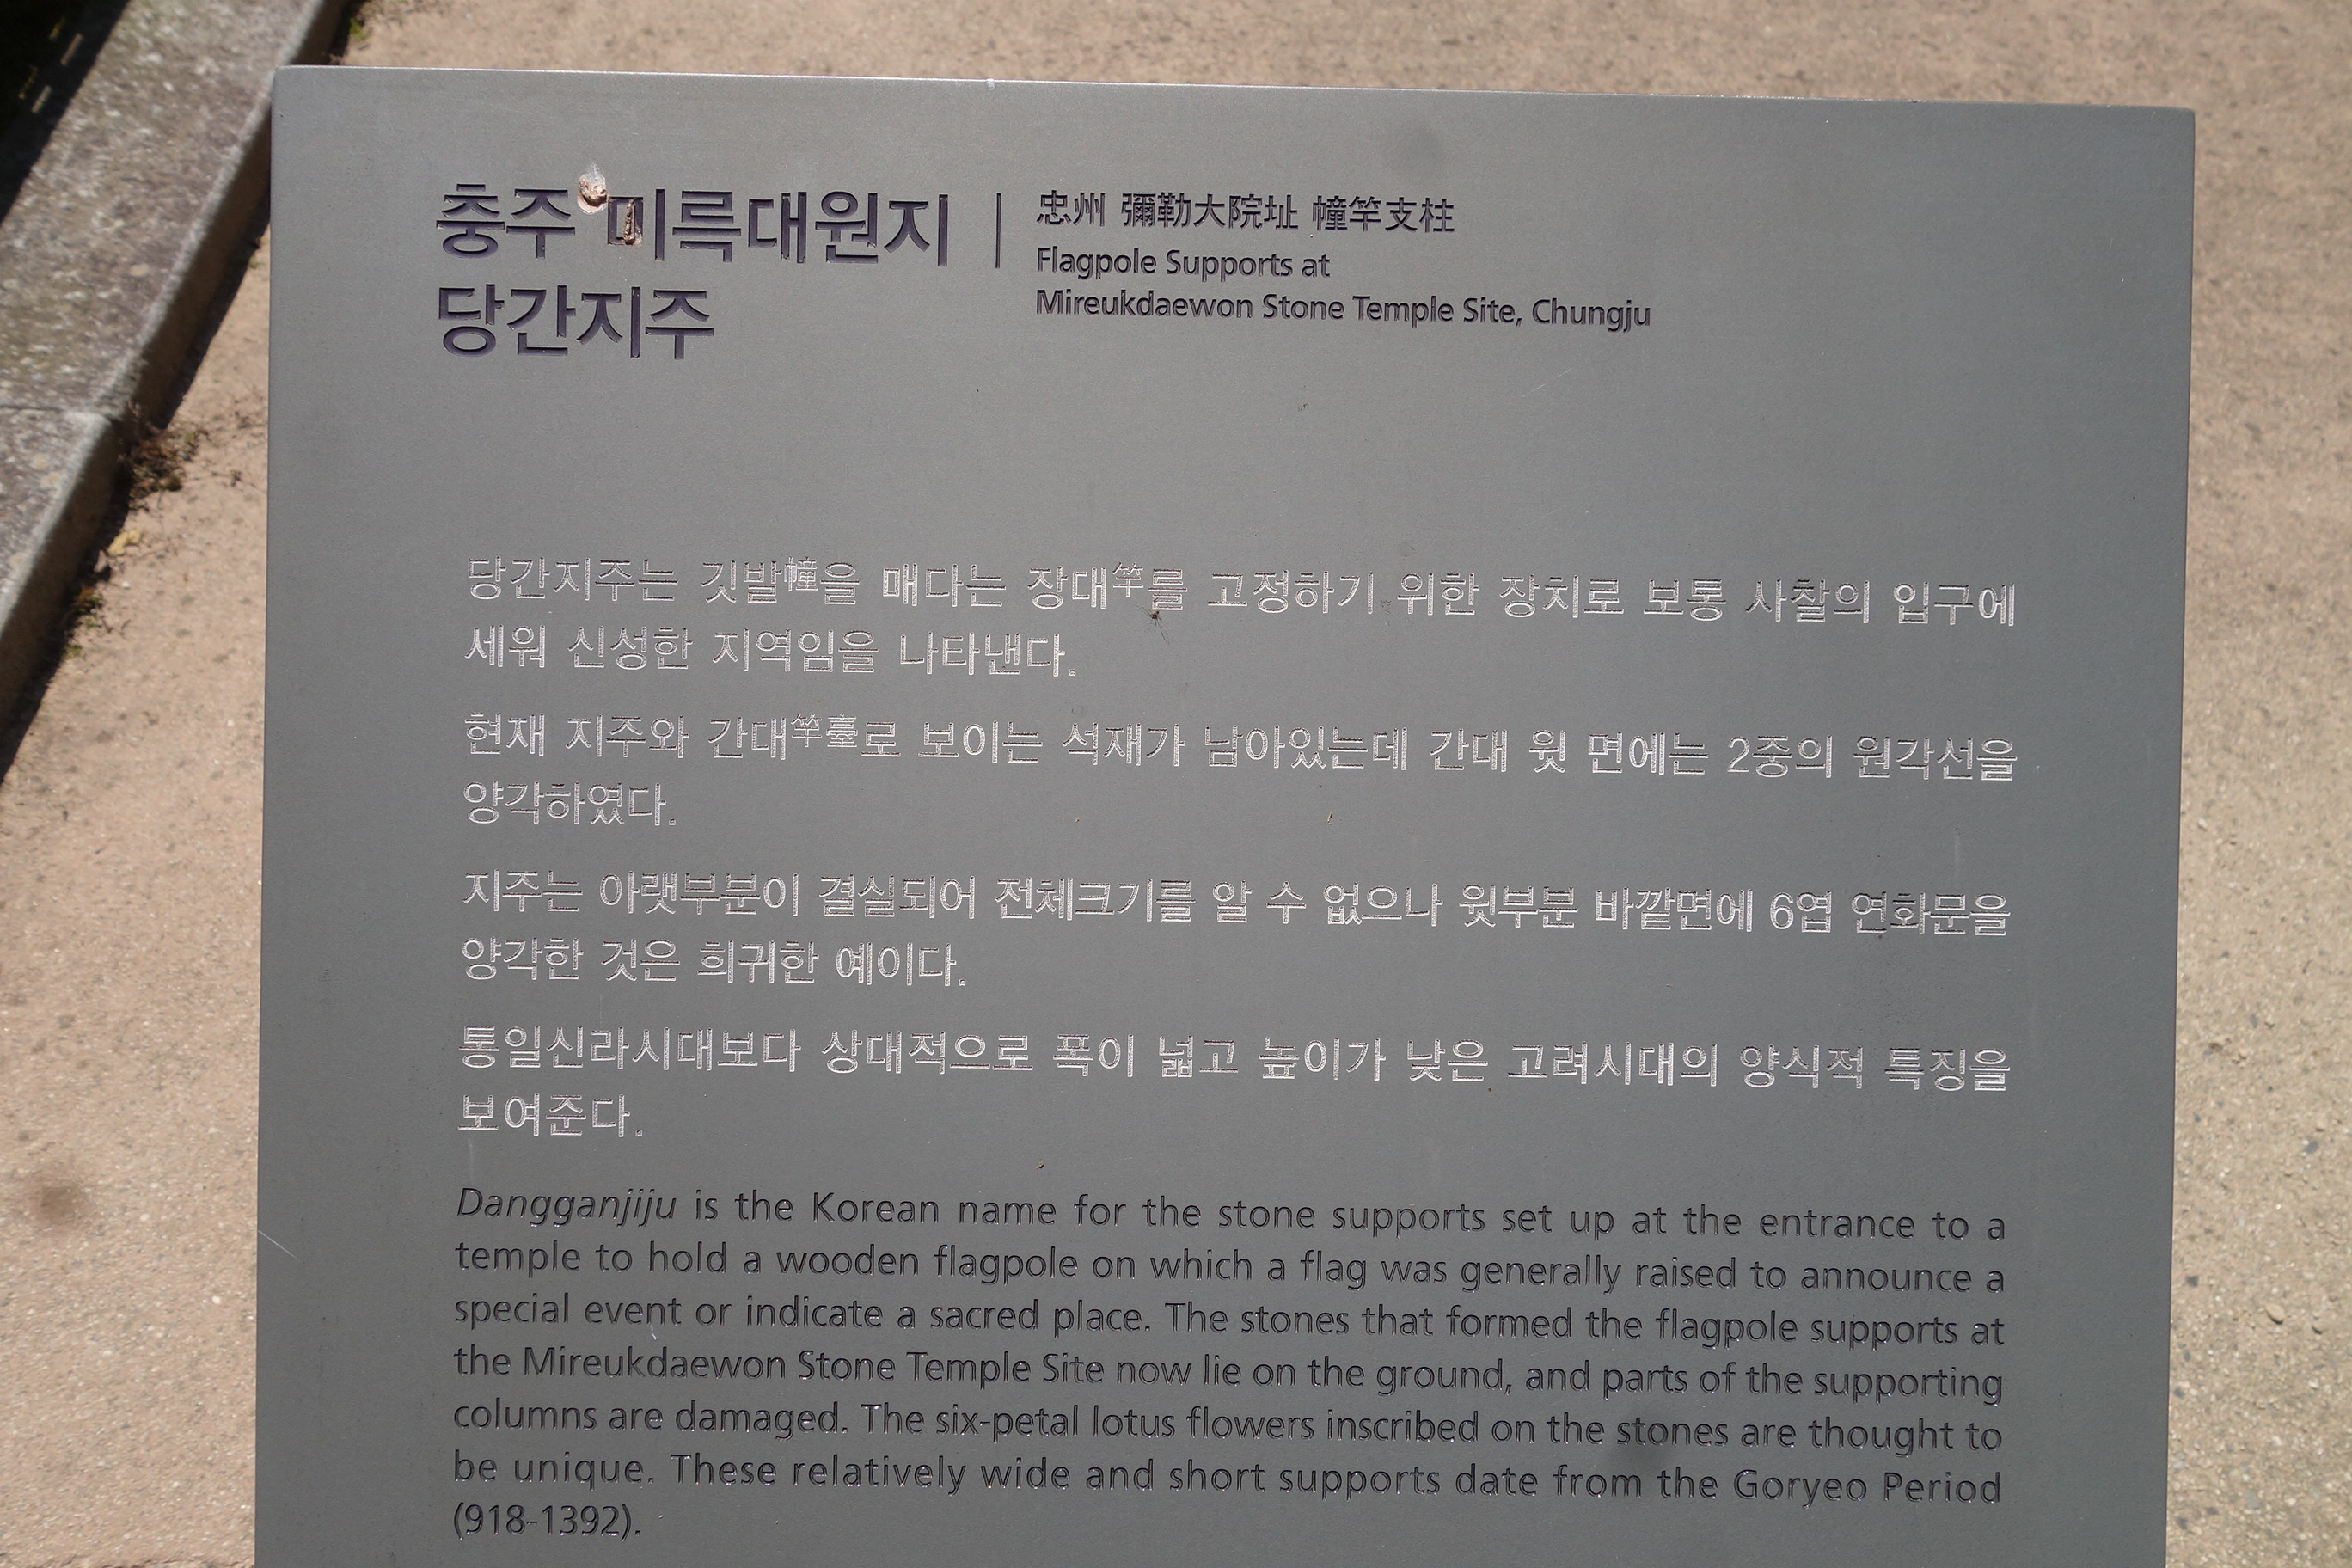 충주 미륵대원지
당간지주
忠州 彌勒大院址 幢竿支柱
Flagpole Supports at
Mireukdaewon Stone Temple Site, Chungju
당간지주는 깃발幢을 매다는 장대竿를 고정하기 위한 장치로 보통 사찰의 입구에
세워 신성한 지역임을 나타낸다.
현재 지주와 간대竿臺로 보이는 석재가 남아있는데 간대 윗 면에는 2중의 원각선을
양각하였다.
지주는 아랫부분이 결실되어 전체크기를 알 수 없으나 윗부분 바깥면에 6엽 연화문을
양각한 것은 희귀한 예이다.
통일신라시대보다 상대적으로 폭이 넓고 높이가 낮은 고려시대의 양식적 특징을
보여준다.
Dangganjiju is the Korean name for the stone supports set up at the entrance to a
temple to hold a wooden flagpole on which a flag was generally raised to announce a
special event or indicate a sacred place. The stones that formed the flagpole supports at
the Mireukdaewon Stone Temple Site now lie on the ground, and parts of the supporting
columns are damaged. The six-petal lotus flowers inscribed on the stones are thought to
be unique. These relatively wide and short supports date from the Goryeo Period
(918-1392).